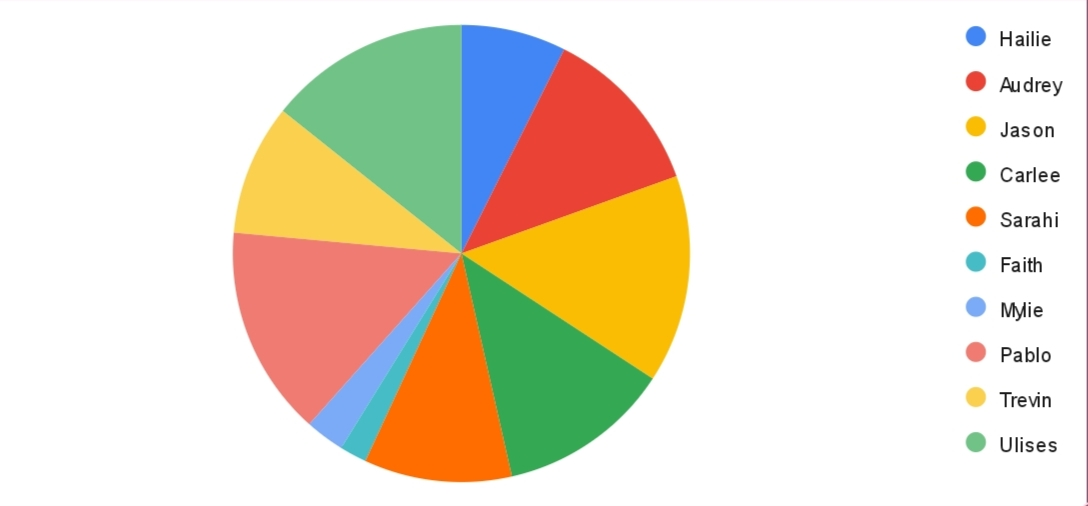 Hailie
Audrey
Jason
Carlee
Sarahi
Faith
Mylie
Pablo
Trevin
Ulises